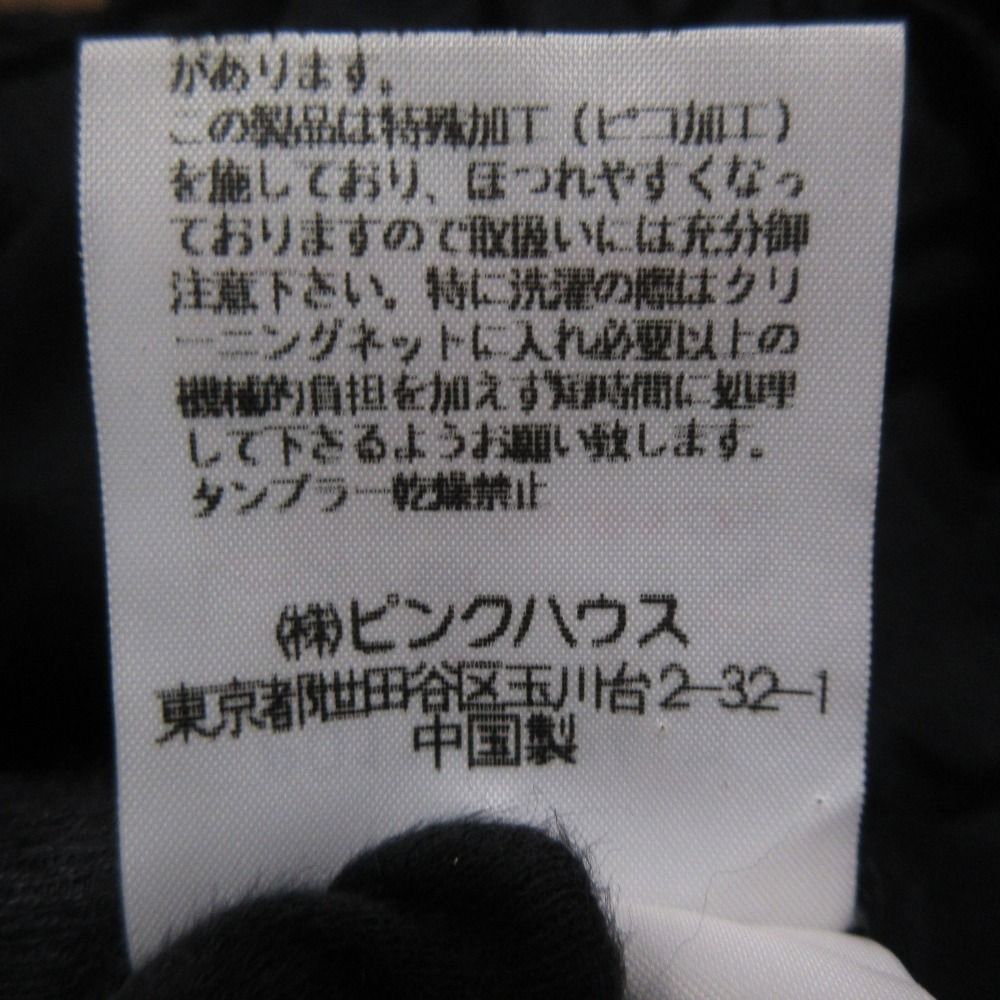 があります。
この製品は特殊加工（ピコ加工）
を施しており、ほつれやすくなっ
ておりますので取扱いには充分御
注意下さい。特に洗濯の際はクリ
ーニングネットに入れ必要以上の
機械的負担を加えず短時間に処理
して下さるようお願い致します。
タンブラー乾燥禁止
㈱ピンクハウス
東京都世田谷区玉川台2-32-1
中国製